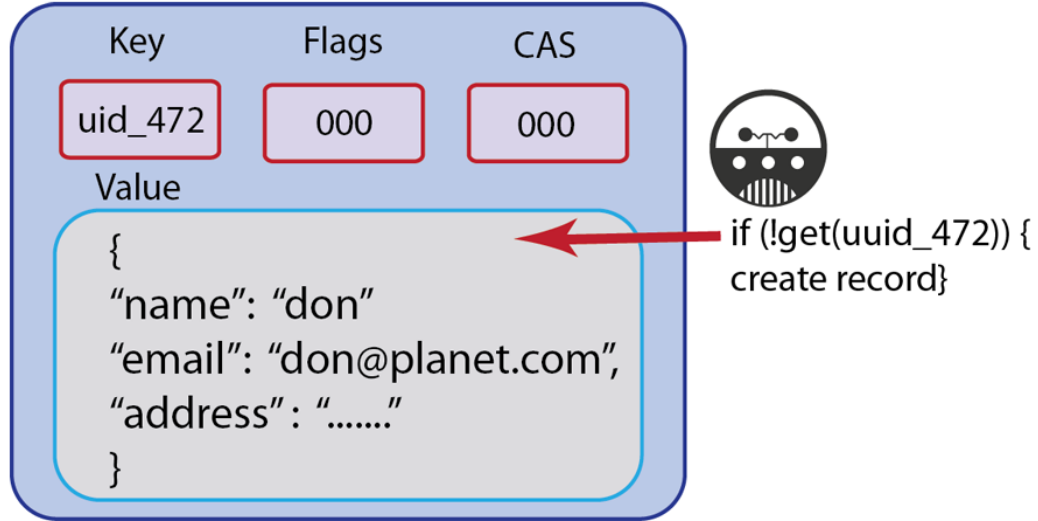 Key Flags CAS
uid_472 000 000
Value
{
“name”: “don”
“email”: “don@planet.com”,
“address” : “.......”
}
if (!get(uuid_472)) {
create record}